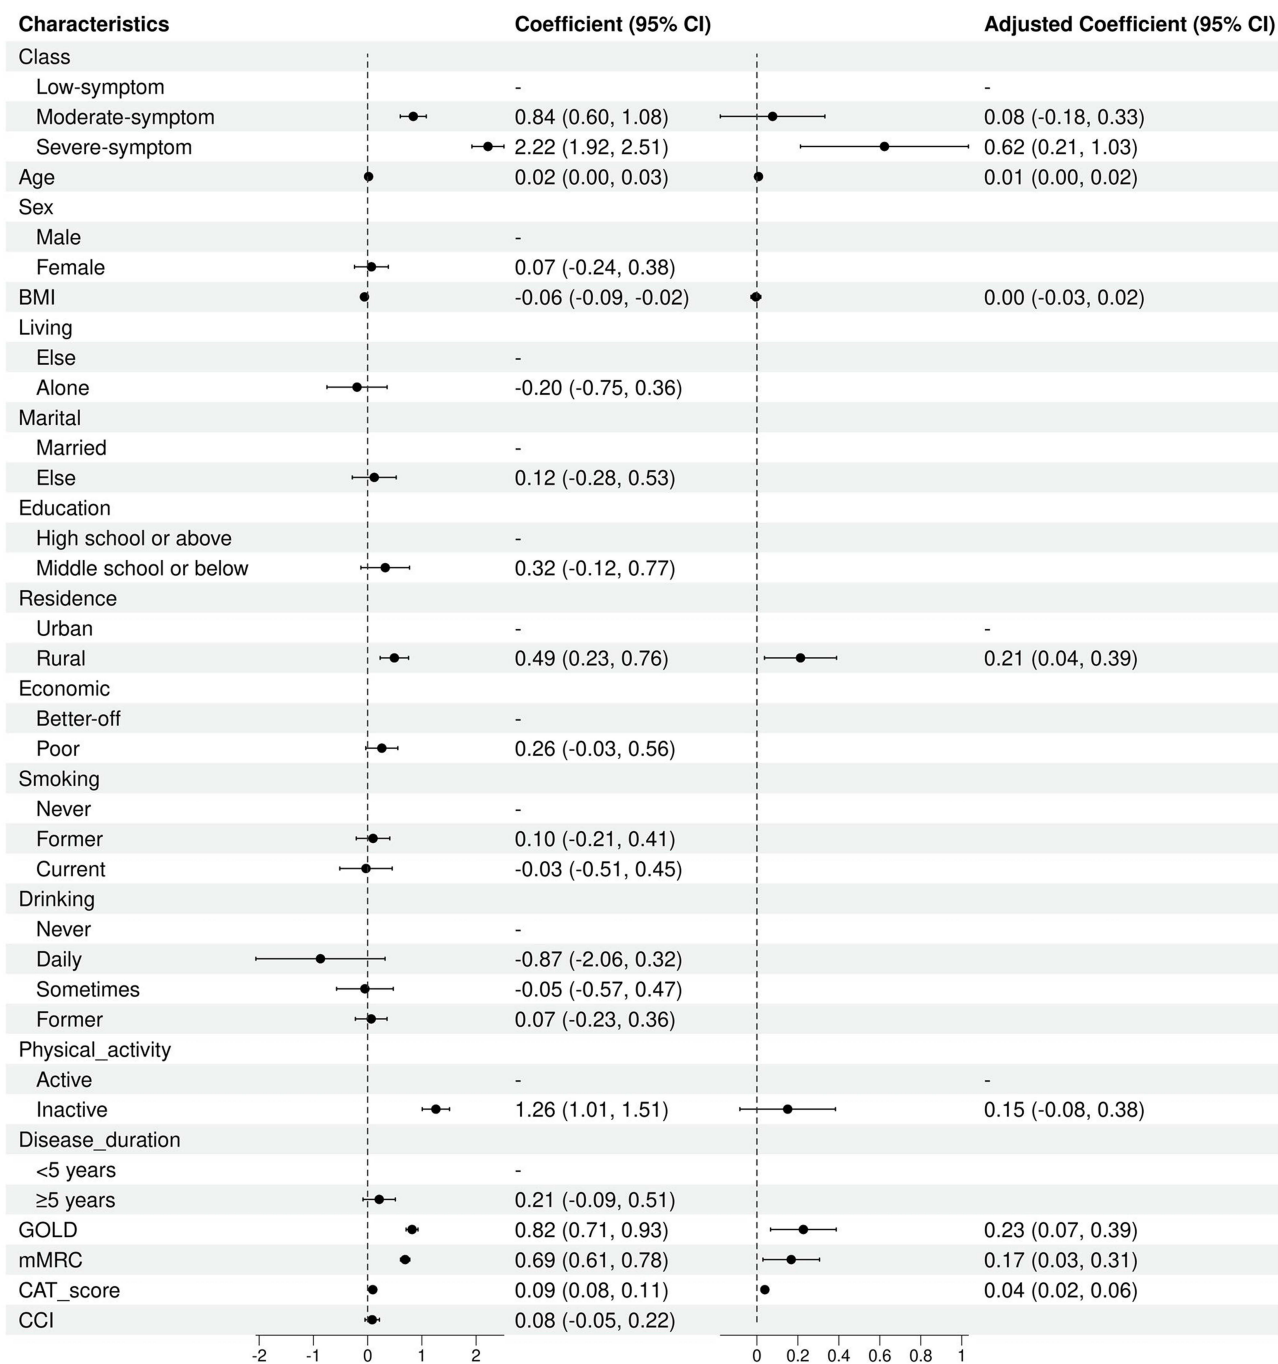 Characteristics Coefficient (95% CI) Adjusted Coefficient (95% CI)
Class
Low-symptom - -
Moderate-symptom 0.84 (0.60, 1.08) 0.08 (-0.18, 0.33)
Severe-symptom 2.22 (1.92, 2.51) 0.62 (0.21, 1.03)
Age 0.02 (0.00, 0.03) 0.01 (0.00, 0.02)
Sex
Male -
Female 0.07 (-0.24, 0.38)
BMI -0.06 (-0.09, -0.02) 0.00 (-0.03, 0.02)
Living
Else -
Alone -0.20 (-0.75, 0.36)
Marital
Married -
Else 0.12 (-0.28, 0.53)
Education
High school or above -
Middle school or below 0.32 (-0.12, 0.77)
Residence
Urban - -
Rural 0.49 (0.23, 0.76) 0.21 (0.04, 0.39)
Economic
Better-off -
Poor 0.26 (-0.03, 0.56)
Smoking
Never -
Former 0.10 (-0.21, 0.41)
Current -0.03 (-0.51, 0.45)
Drinking
Never -
Daily -0.87 (-2.06, 0.32)
Sometimes -0.05 (-0.57, 0.47)
Former 0.07 (-0.23, 0.36)
Physical_activity
Active - -
Inactive 1.26 (1.01, 1.51) 0.15 (-0.08, 0.38)
Disease_duration
<5 years -
≥5 years 0.21 (-0.09, 0.51)
GOLD 0.82 (0.71, 0.93) 0.23 (0.07, 0.39)
mMRC 0.69 (0.61, 0.78) 0.17 (0.03, 0.31)
CAT_score 0.09 (0.08, 0.11) 0.04 (0.02, 0.06)
CCI 0.08 (-0.05, 0.22)
-2 -1 0 1 2 0 0.2 0.4 0.6 0.8 1